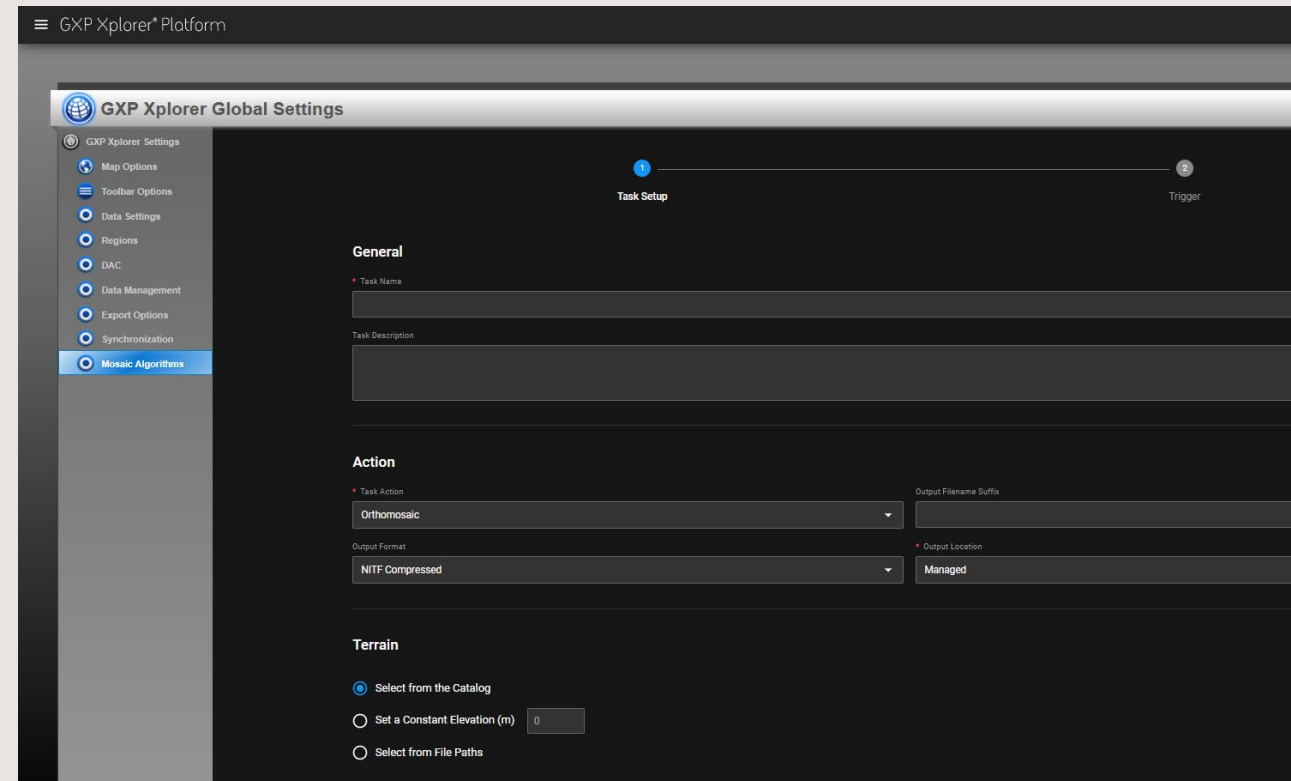 GXP Xplorer® Platform
GXP Xplorer Global Settings
GXP Xplorer Settings
Map Options
Toolbar Options
Data Settings
Regions
DAC
Data Management
Export Options
Synchronization
Mosaic Algorithms
1
2
Task Setup
Trigger
General
* Task Name
Task Description
Action
* Task Action
Output Filename Suffix
Orthomosaic
Output Format
* Output Location
NITF Compressed
Managed
Terrain
Select from the Catalog
Set a Constant Elevation (m) 0
Select from File Paths